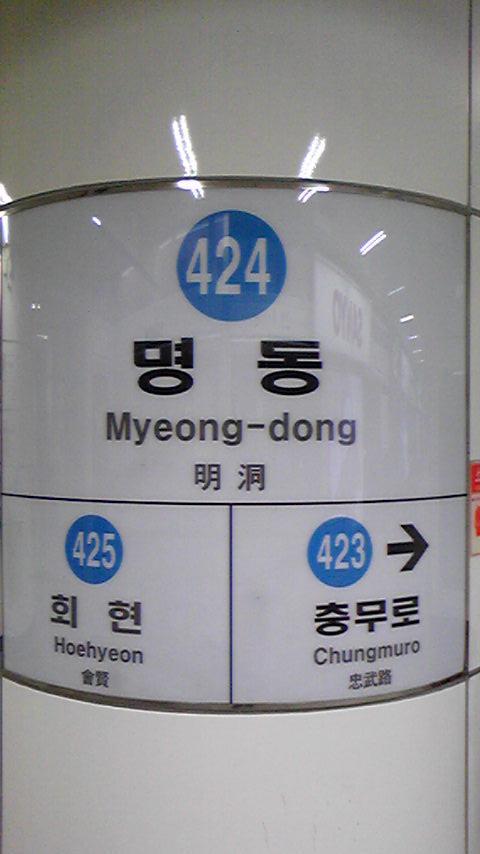 424
명 동
Myeong-dong
明 洞
425
회 현
Hoehyeon
會賢
423 →
충무로
Chungmuro
忠武路